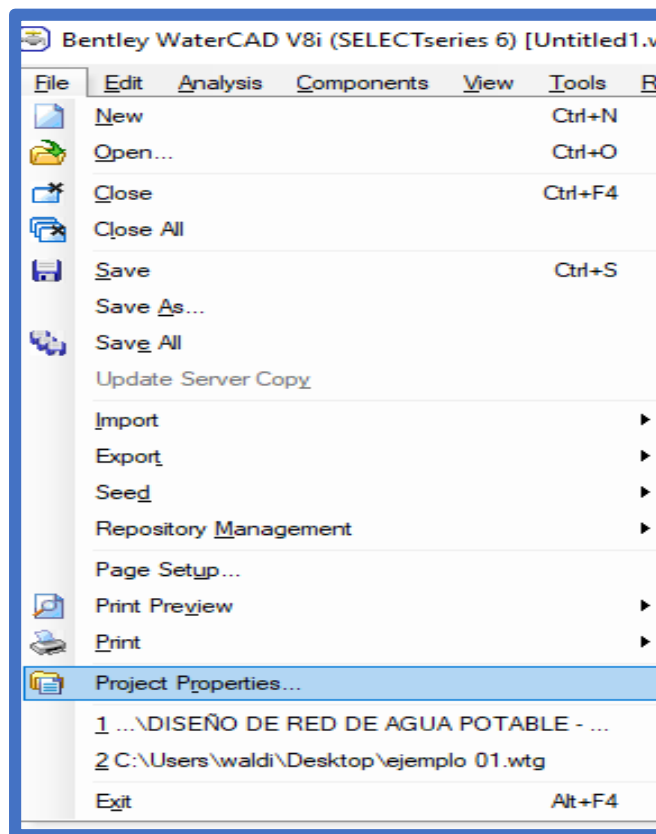 Bentley WaterCAD V8i (SELECTseries 6) [Untitled1.w
File Edit Analysis Components View Tools R
New Ctrl+N
Open... Ctrl+O
Close Ctrl+F4
Close All
Save Ctrl+S
Save As...
Save All
Update Server Copy
Import
Export
Seed
Repository Management
Page Setup...
Print Preview
Print
Project Properties...
1 ...\DISEÑO DE RED DE AGUA POTABLE - ...
2 C:\Users\waldi\Desktop\ejemplo 01.wtg
Exit Alt+F4